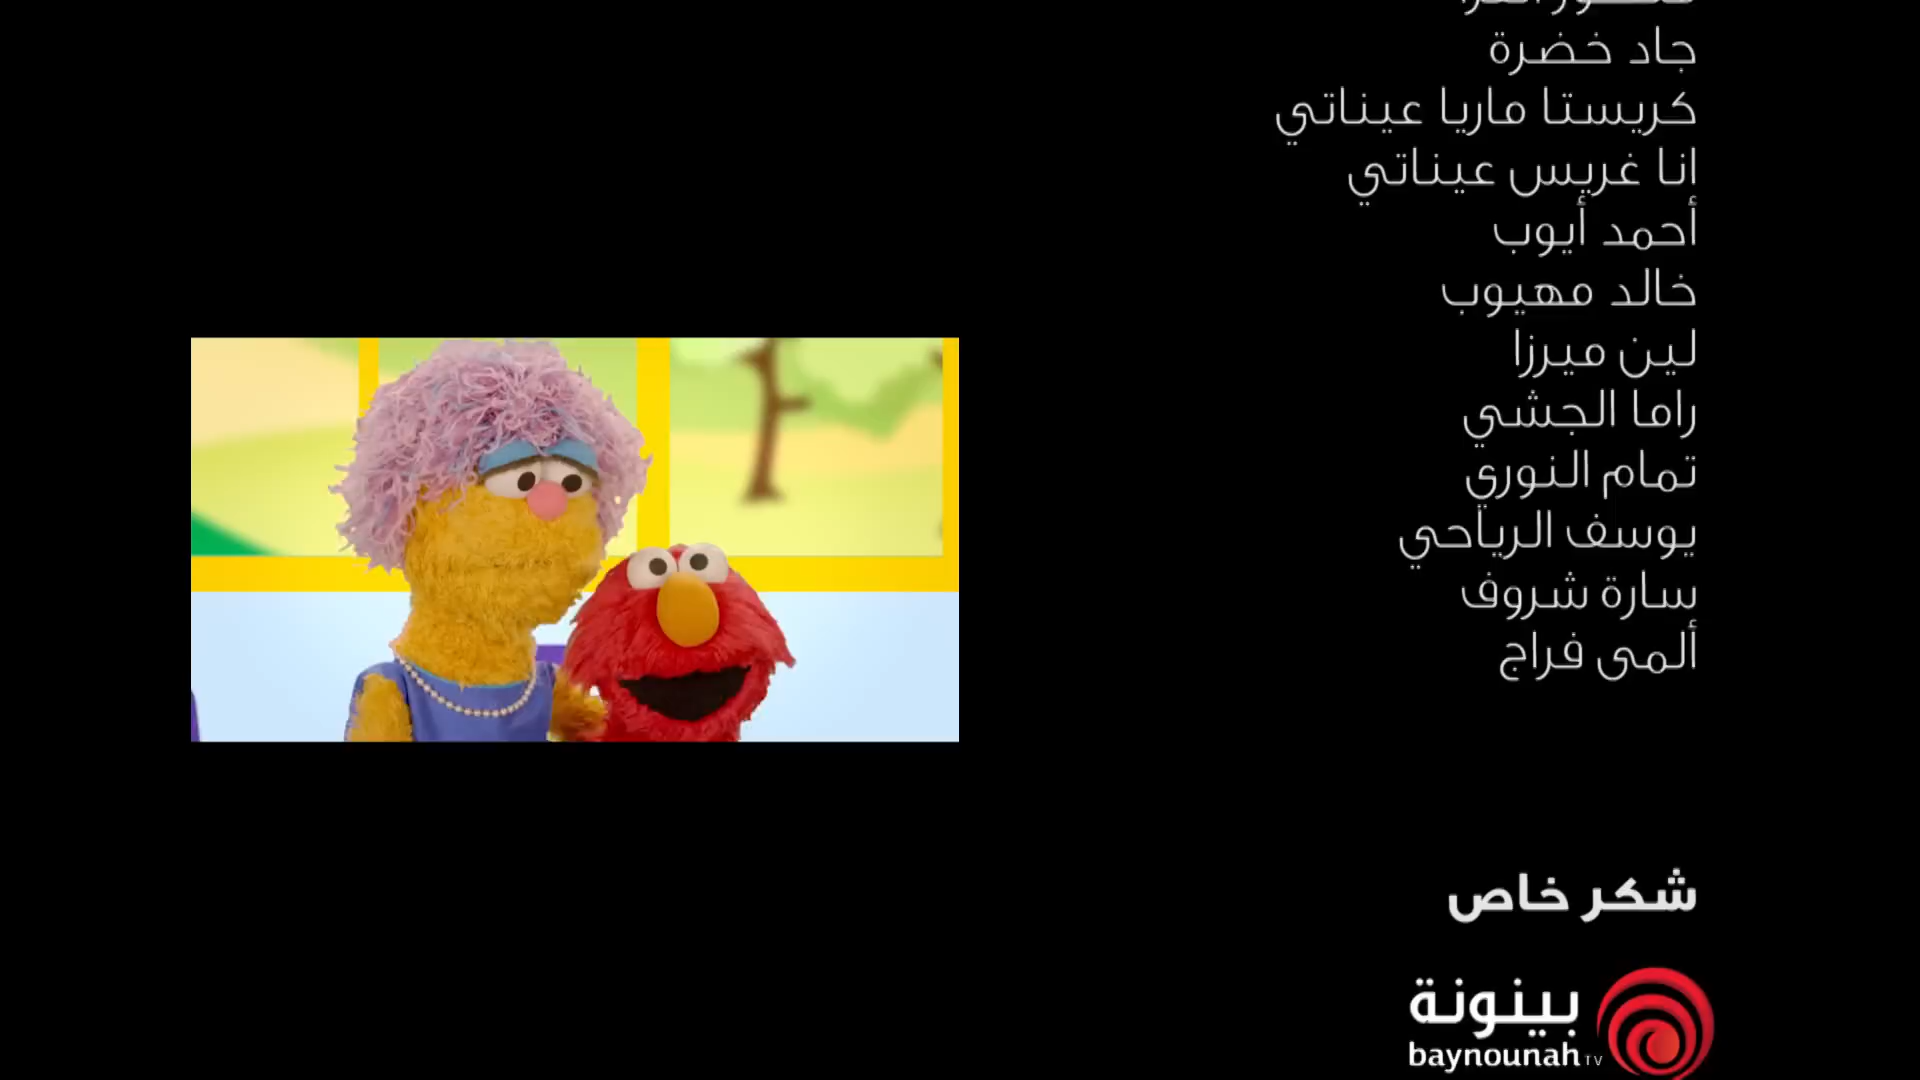 جاد خضرة
كريستا ماريا عيناتي
انا غريس عيناتي
أحمد أيوب
خالد مهيوب
لين ميرزا
راما الجشي
تمام النوري
يوسف الرياحي
سارة شروف
ألمى فراج
شكر خاص
بينونة
baynounah TV